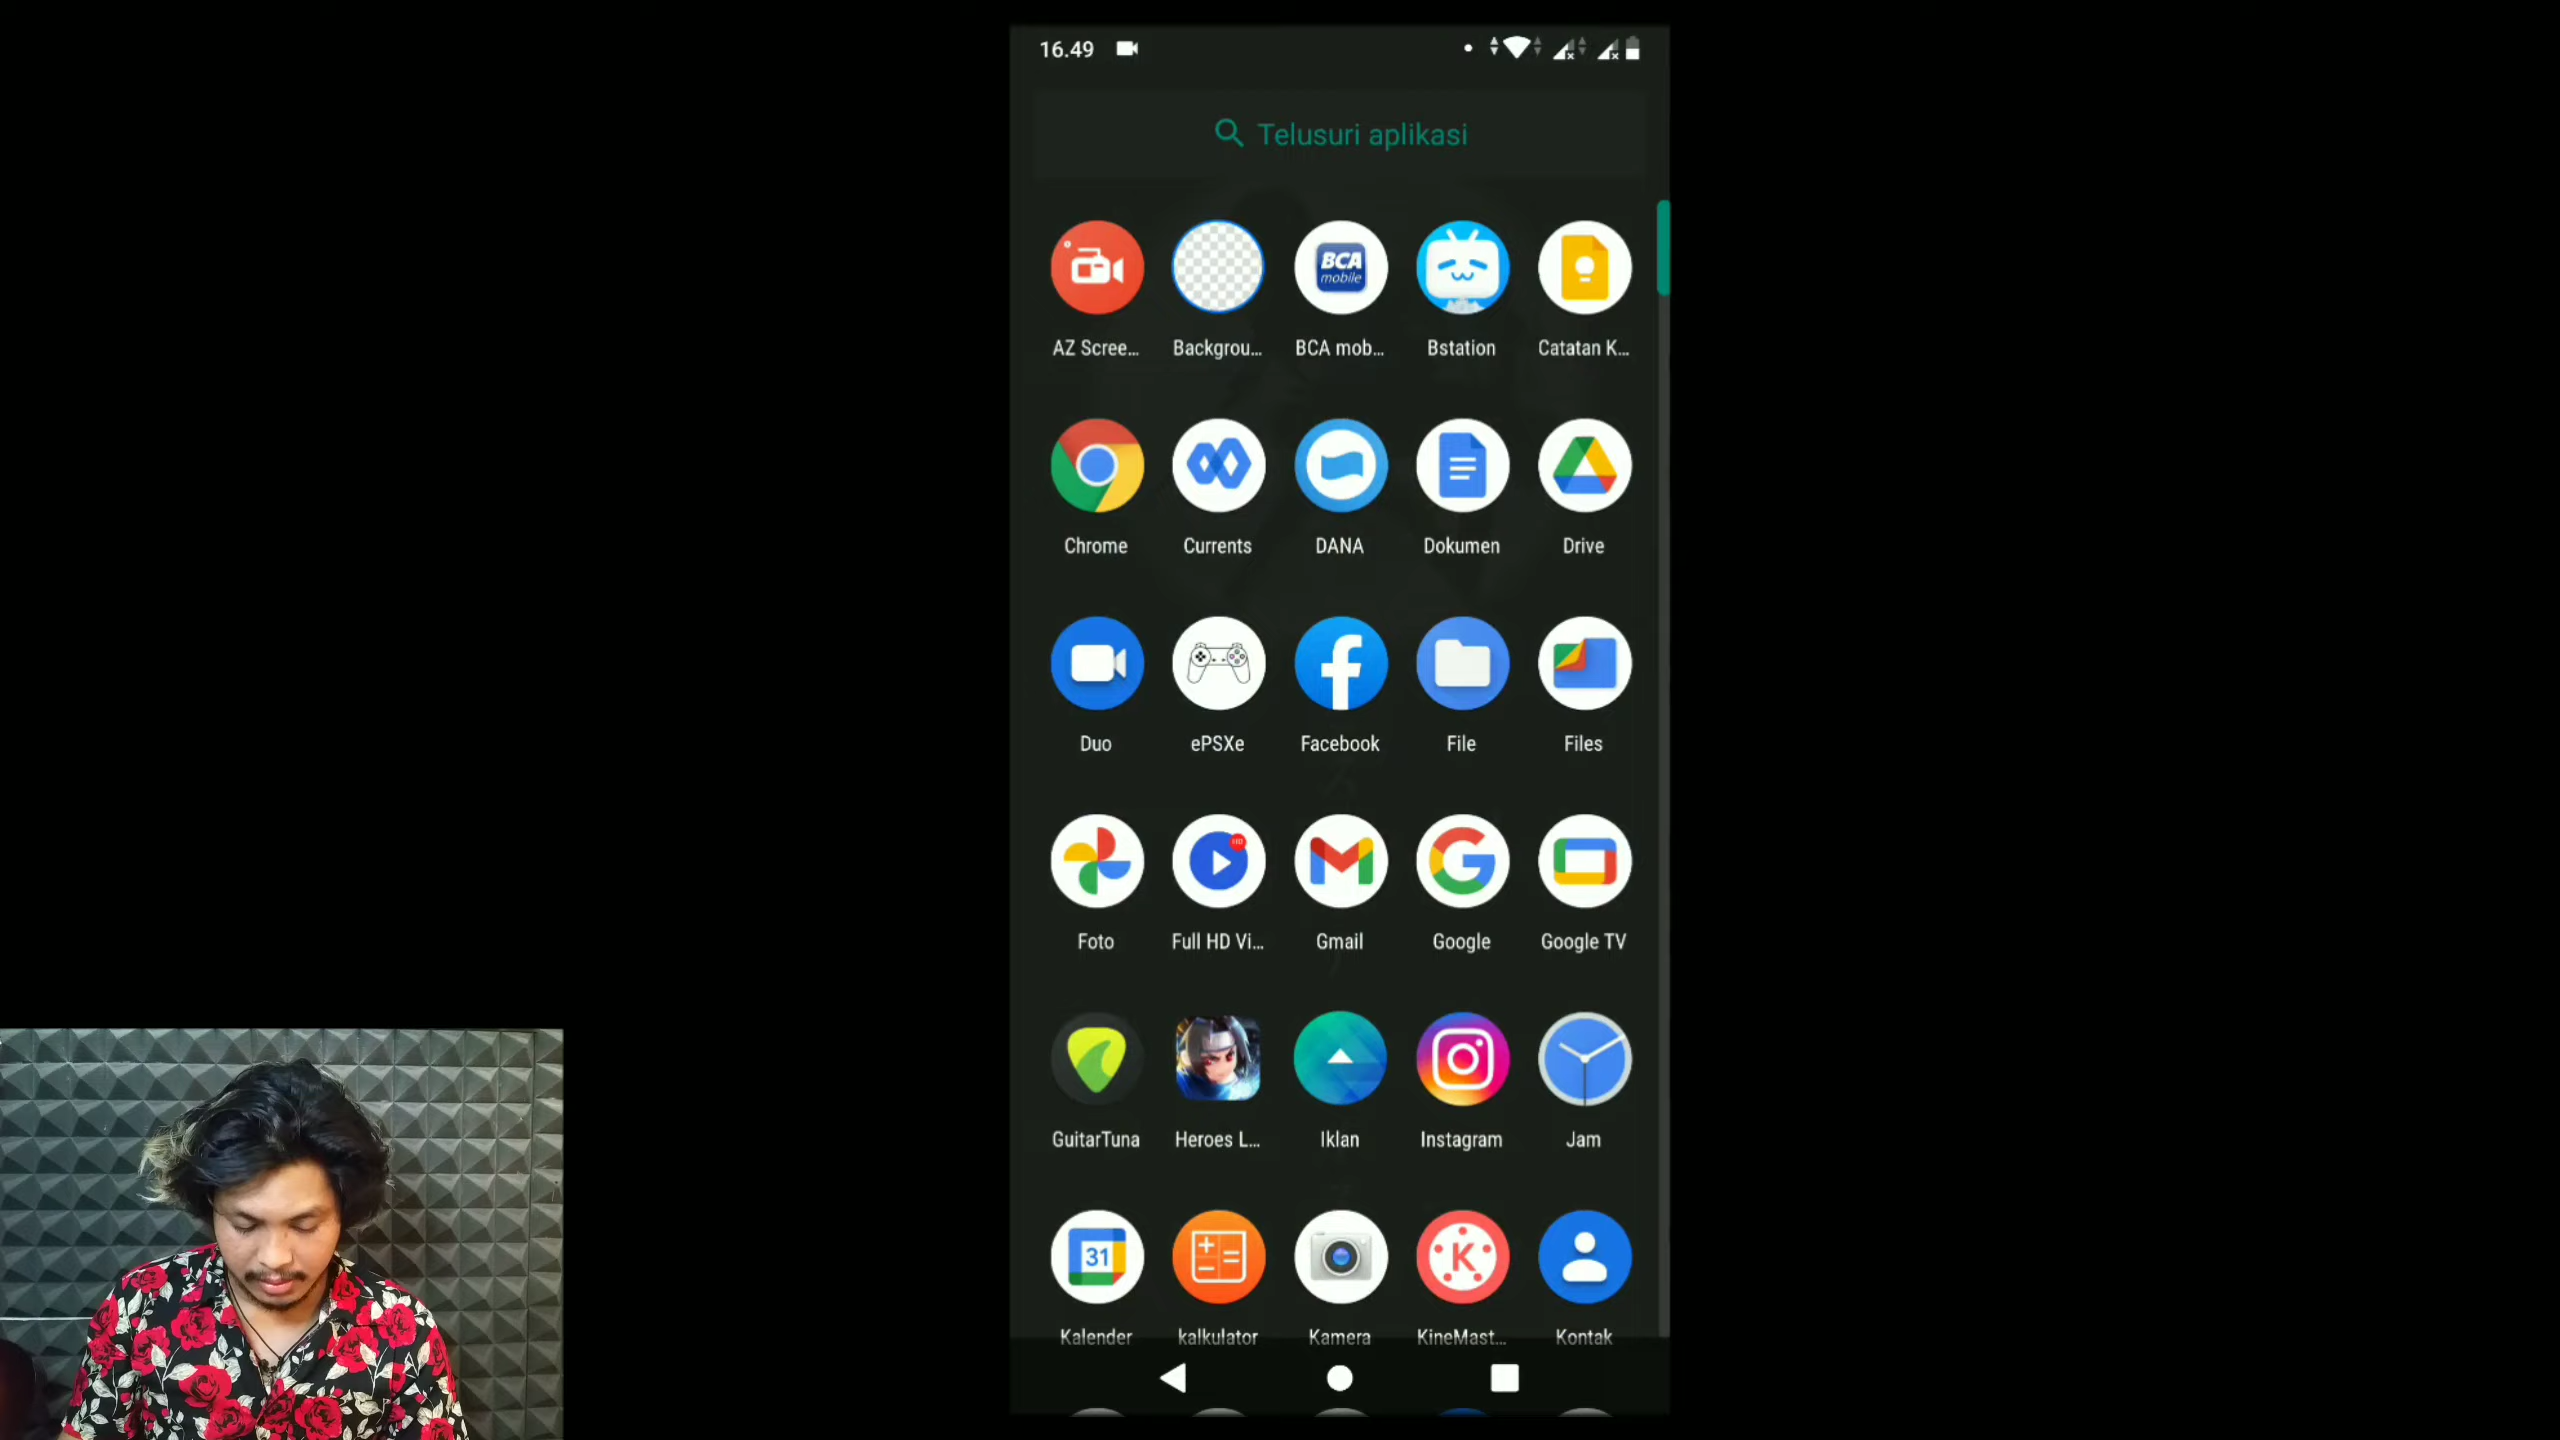 16.49
Telusuri aplikasi
BCA
mobile
AZ Scree... Backgrou... BCA mob... Bstation Catatan K...
Chrome Currents DANA Dokumen Drive
Duo ePSXe Facebook File Files
HD
Foto Full HD Vi... Gmail Google Google TV
GuitarTuna Heroes L... Iklan Instagram Jam
31 K
Kalender kalkulator Kamera KineMast... Kontak